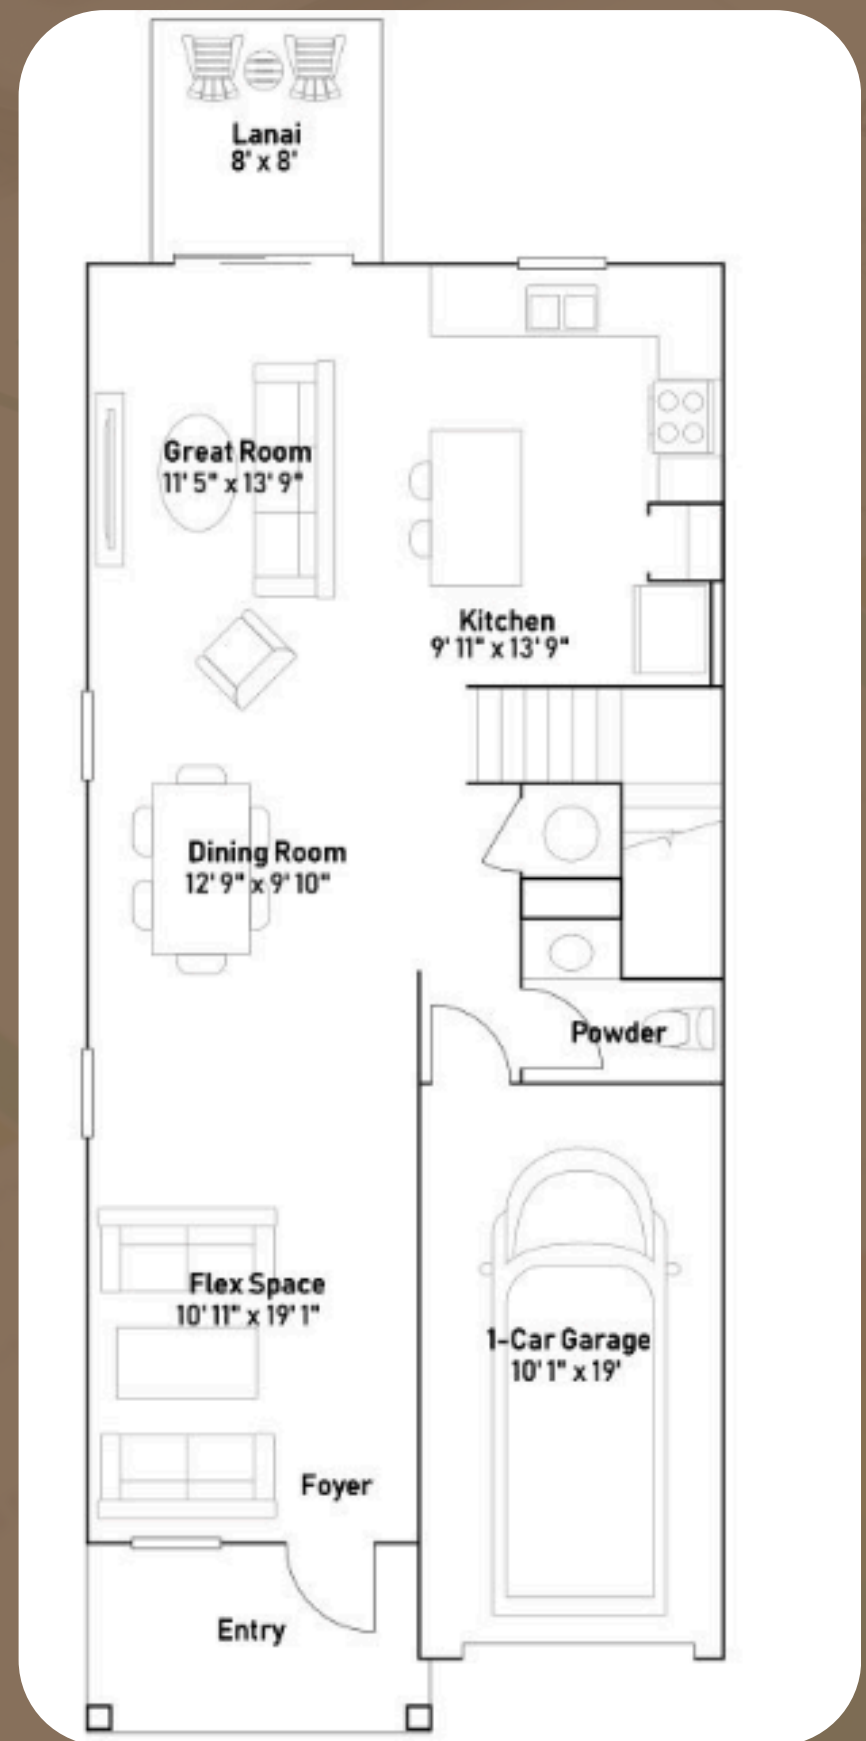 Lanai
8' x 8'
Great Room
11' 5" x 13' 9"
Kitchen
9' 11" x 13' 9"
Dining Room
12' 9" x 9' 10"
Powder
Flex Space
10' 11" x 19' 1"
1-Car Garage
10' 1" x 19'
Foyer
Entry